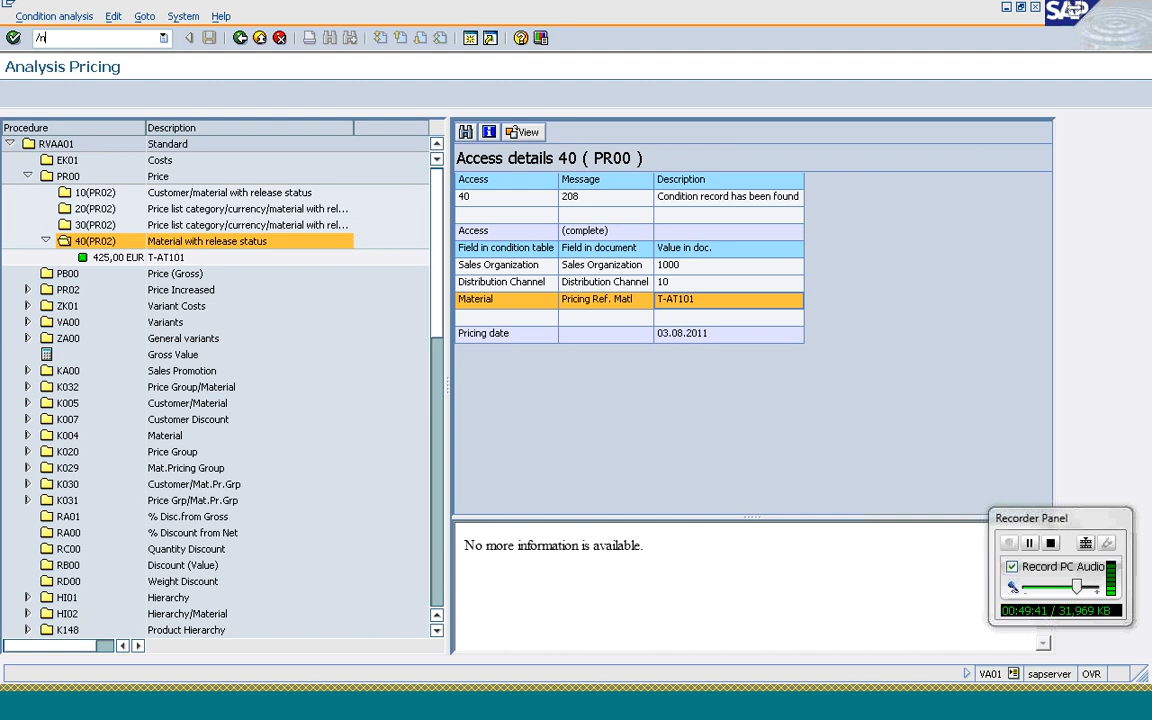 Condition analysis Edit Goto System Help
SAP
/n
Analysis Pricing
Procedure Description
RVAA01 Standard
EK01 Costs
PR00 Price
10(PR02) Customer/material with release status
20(PR02) Price list category/currency/material with rel...
30(PR02) Price list category/currency/material with rel...
40(PR02) Material with release status
425,00 EUR T-AT101
PB00 Price (Gross)
PR02 Price Increased
ZK01 Variant Costs
VA00 Variants
ZA00 General variants
Gross Value
KA00 Sales Promotion
K032 Price Group/Material
K005 Customer/Material
K007 Customer Discount
K004 Material
K020 Price Group
K029 Mat.Pricing Group
K030 Customer/Mat.Pr.Grp
K031 Price Grp/Mat.Pr.Grp
RA01 % Disc.from Gross
RA00 % Discount from Net
RC00 Quantity Discount
RB00 Discount (Value)
RD00 Weight Discount
HI01 Hierarchy
HI02 Hierarchy/Material
K148 Product Hierarchy
View
Access details 40 ( PR00 )
Access Message Description
40 208 Condition record has been found
Access (complete)
Field in condition table Field in document Value in doc.
Sales Organization Sales Organization 1000
Distribution Channel Distribution Channel 10
Material Pricing Ref. Matl T-AT101
Pricing date 03.08.2011
No more information is available.
Recorder Panel
Record PC Audio
00:49:41 / 31,969 KB
VA01 sapserver OVR